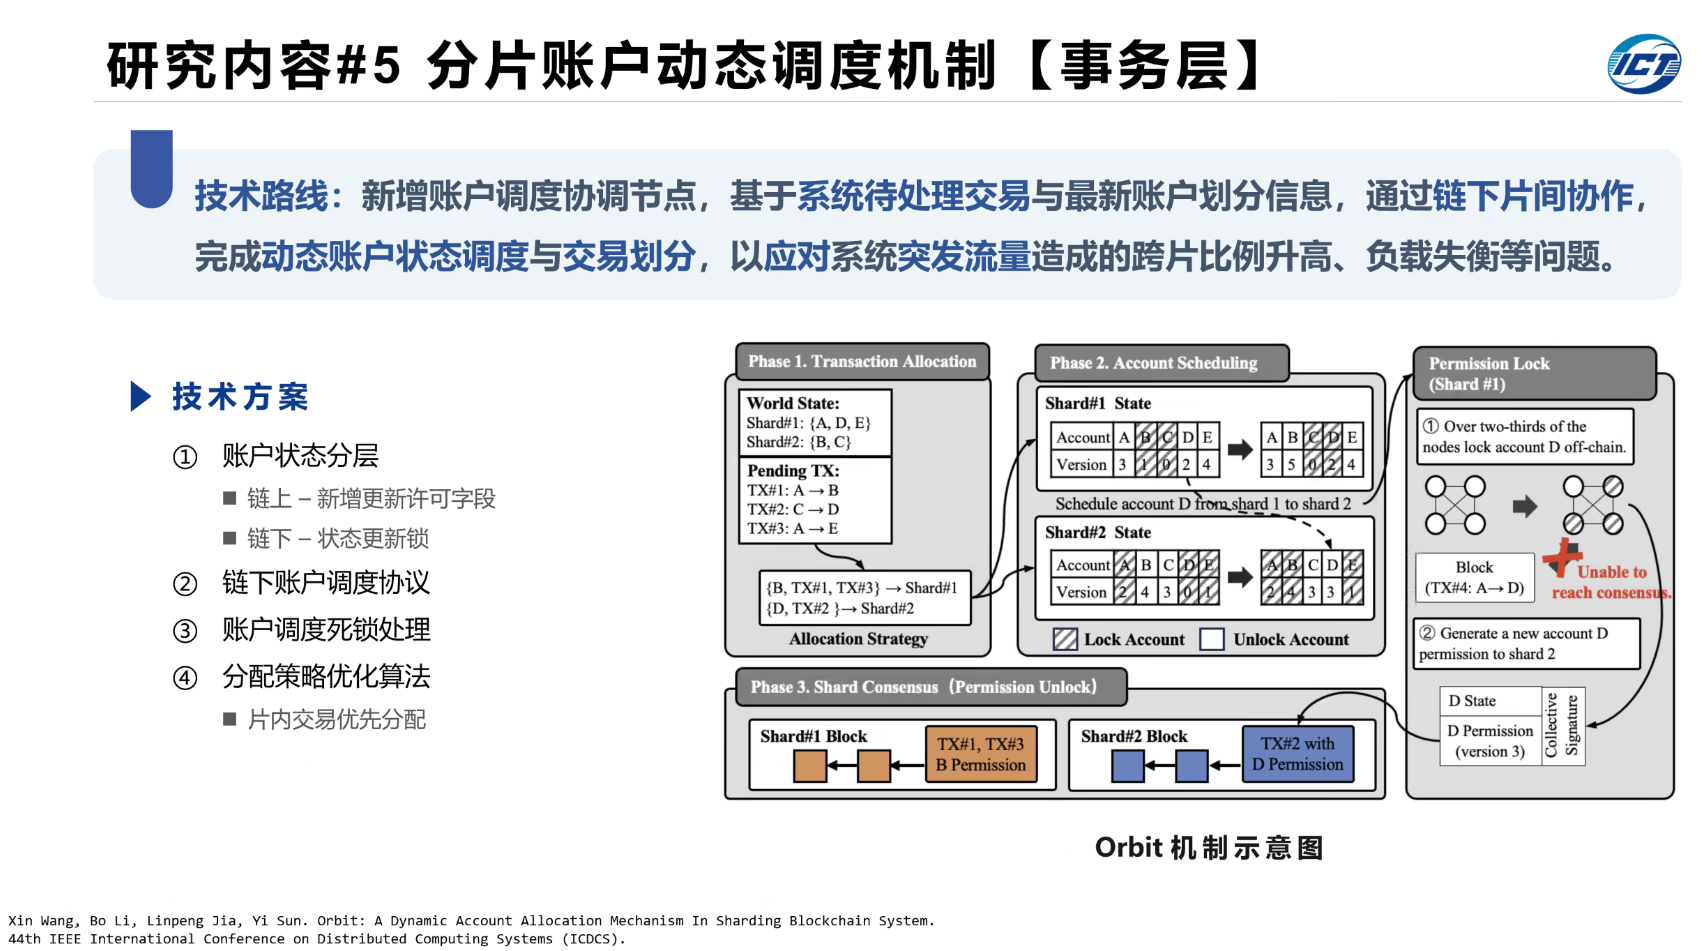 研究内容#5 分片账户动态调度机制【事务层】
ICT
技术路线：新增账户调度协调节点，基于系统待处理交易与最新账户划分信息，通过链下片间协作，
完成动态账户状态调度与交易划分，以应对系统突发流量造成的跨片比例升高、负载失衡等问题。
技术方案
① 账户状态分层
■ 链上 – 新增更新许可字段
■ 链下 – 状态更新锁
② 链下账户调度协议
③ 账户调度死锁处理
④ 分配策略优化算法
■ 片内交易优先分配
Phase 1. Transaction Allocation
World State:
Shard#1: {A, D, E}
Shard#2: {B, C}
Pending TX:
TX#1: A → B
TX#2: C → D
TX#3: A → E
{B, TX#1, TX#3} → Shard#1
{D, TX#2 }→ Shard#2
Allocation Strategy
Phase 2. Account Scheduling
Shard#1 State
Account A B C D E A B C D E
Version 3 1 0 2 4 3 5 0 2 4
Schedule account D from shard 1 to shard 2
Shard#2 State
Account A B C D E A B C D E
Version 2 4 3 0 1 2 4 3 3 1
Lock Account Unlock Account
Permission Lock
(Shard #1)
① Over two-thirds of the
nodes lock account D off-chain.
Block
(TX#4: A→ D)
Unable to
reach consensus.
② Generate a new account D
permission to shard 2
D State
D Permission
(version 3)
Collective
Signature
Phase 3. Shard Consensus（Permission Unlock）
Shard#1 Block
TX#1, TX#3
B Permission
Shard#2 Block
TX#2 with
D Permission
Orbit 机制示意图
Xin Wang, Bo Li, Linpeng Jia, Yi Sun. Orbit: A Dynamic Account Allocation Mechanism In Sharding Blockchain System.
44th IEEE International Conference on Distributed Computing Systems (ICDCS).